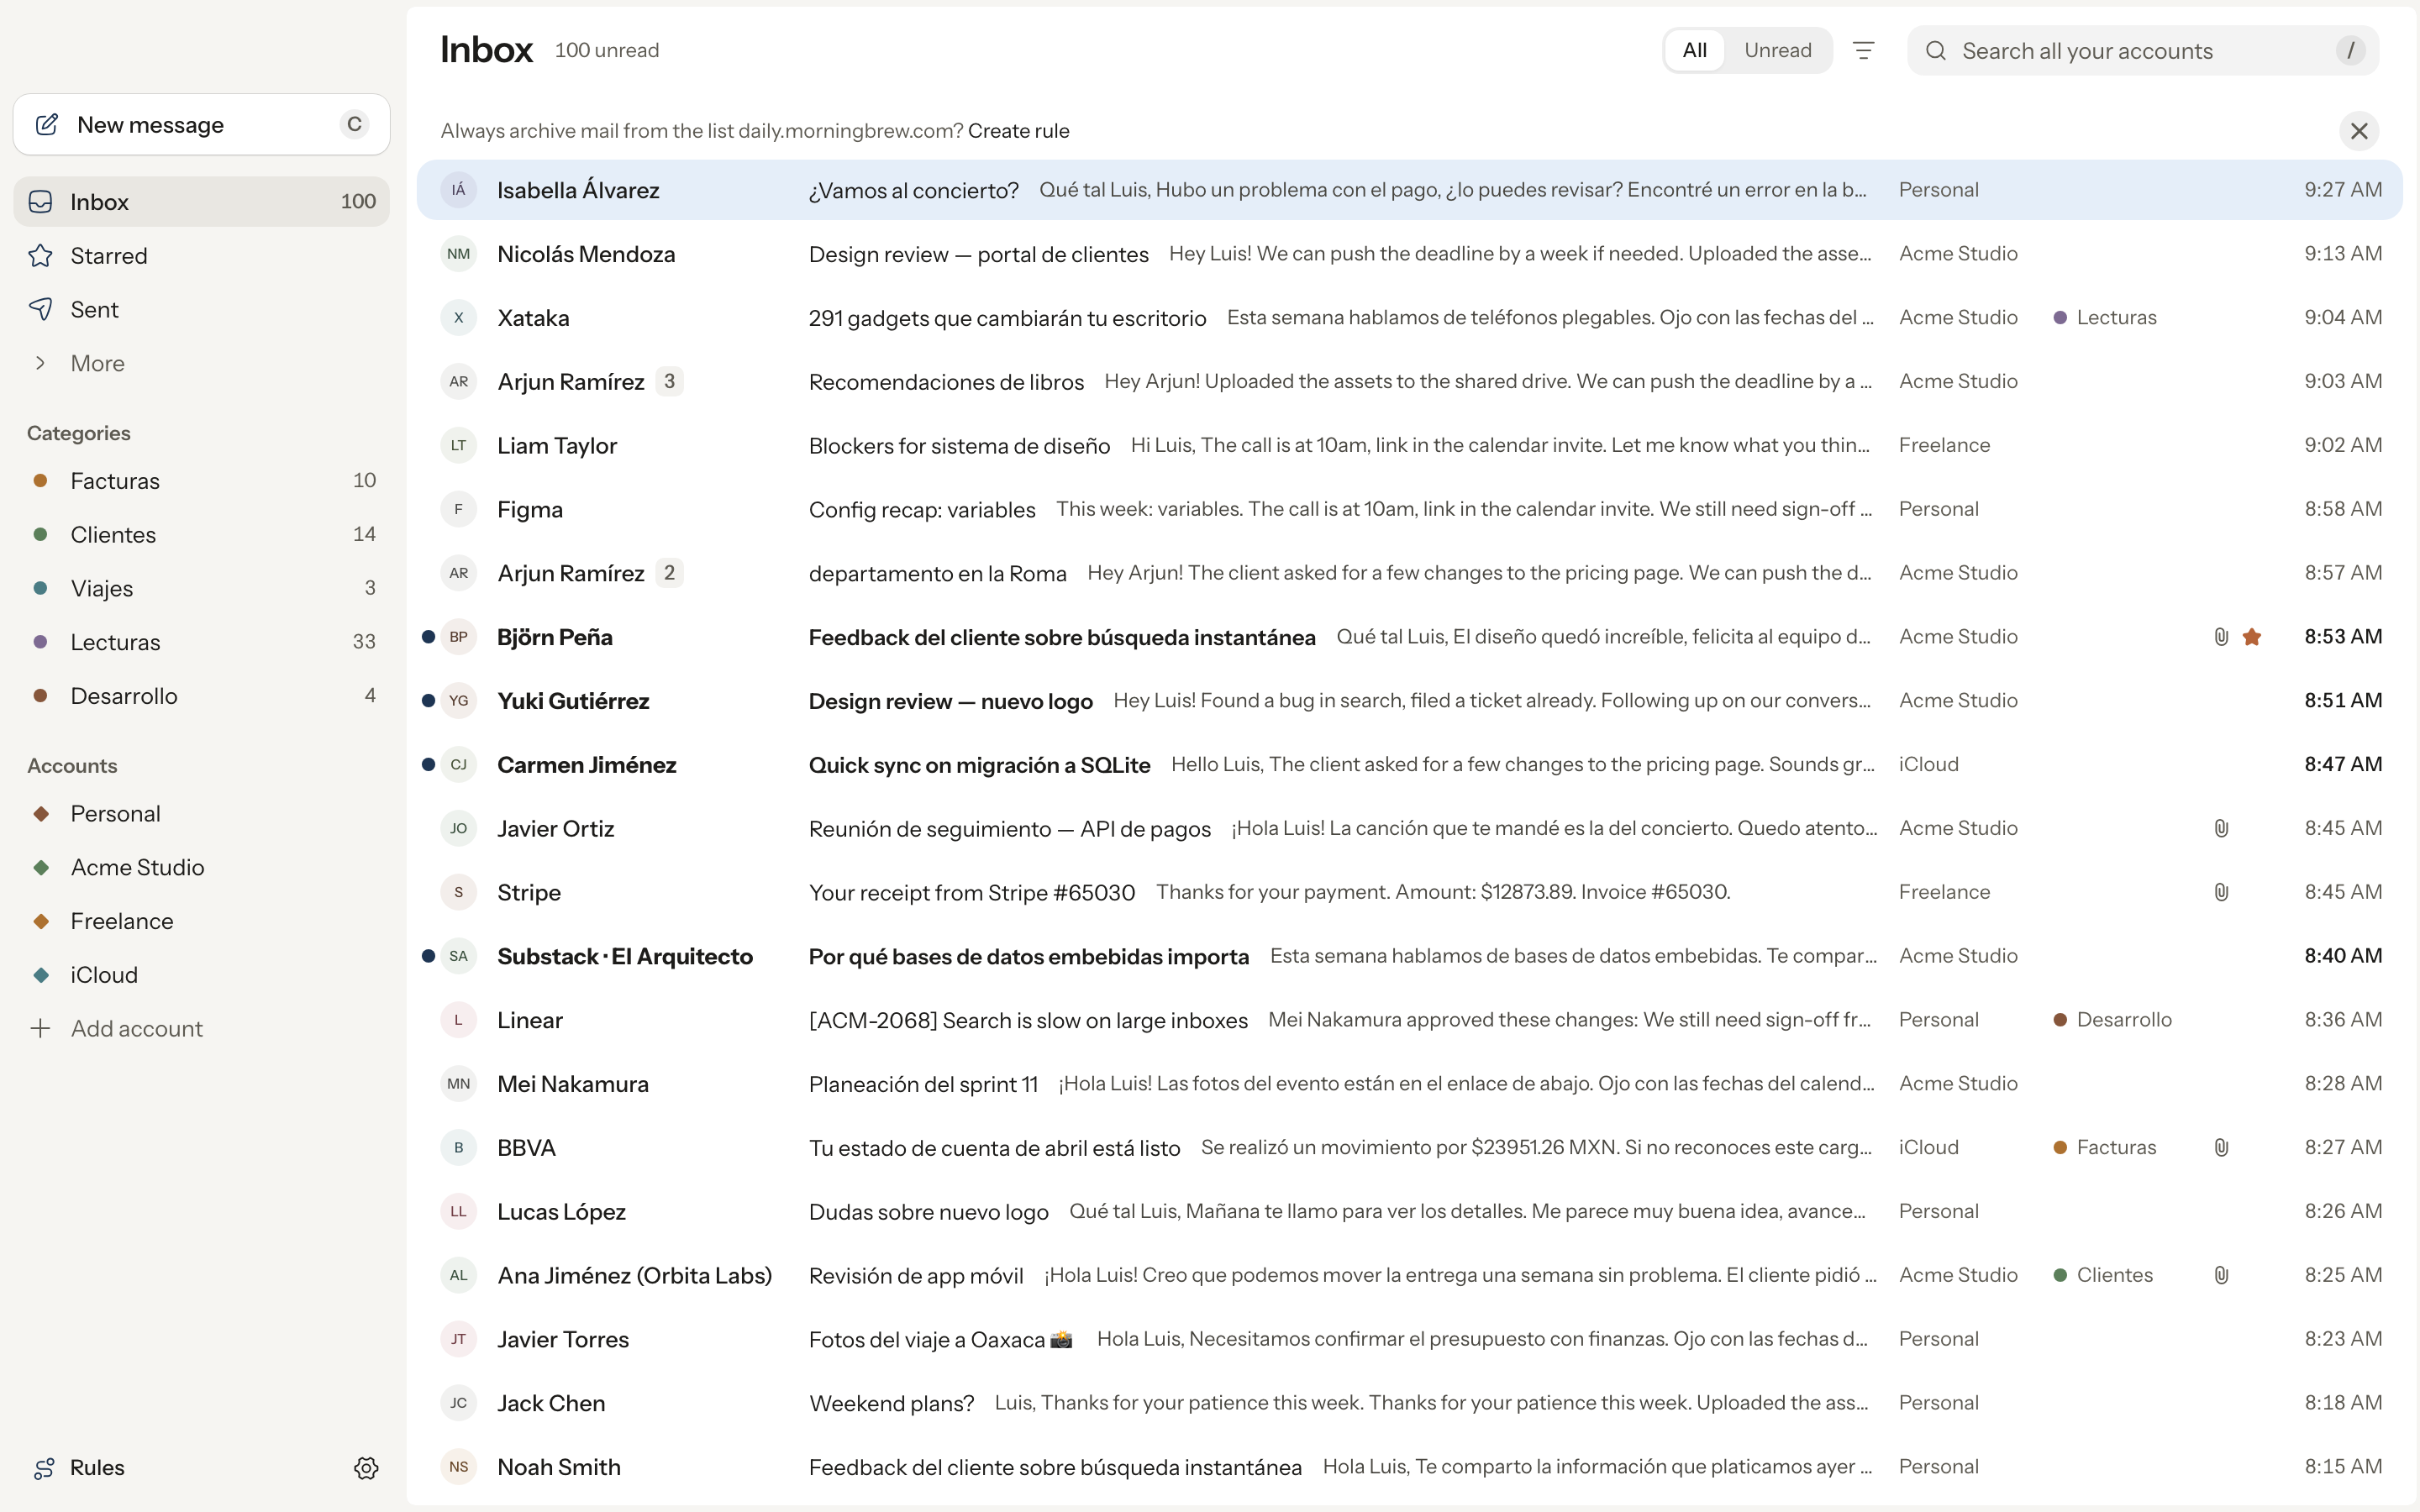 Inbox 100 unread All Unread Search all your accounts /
New message C
Always archive mail from the list daily.morningbrew.com? Create rule
Inbox 100
Starred
Sent
More
Categories
Facturas 10
Clientes 14
Viajes 3
Lecturas 33
Desarrollo 4
Accounts
Personal
Acme Studio
Freelance
iCloud
Add account
Rules
IÁ Isabella Álvarez ¿Vamos al concierto? Qué tal Luis, Hubo un problema con el pago, ¿lo puedes revisar? Encontré un error en la b... Personal 9:27 AM
NM Nicolás Mendoza Design review — portal de clientes Hey Luis! We can push the deadline by a week if needed. Uploaded the asse... Acme Studio 9:13 AM
X Xataka 291 gadgets que cambiarán tu escritorio Esta semana hablamos de teléfonos plegables. Ojo con las fechas del ... Acme Studio Lecturas 9:04 AM
AR Arjun Ramírez 3 Recomendaciones de libros Hey Arjun! Uploaded the assets to the shared drive. We can push the deadline by a ... Acme Studio 9:03 AM
LT Liam Taylor Blockers for sistema de diseño Hi Luis, The call is at 10am, link in the calendar invite. Let me know what you thin... Freelance 9:02 AM
F Figma Config recap: variables This week: variables. The call is at 10am, link in the calendar invite. We still need sign-off ... Personal 8:58 AM
AR Arjun Ramírez 2 departamento en la Roma Hey Arjun! The client asked for a few changes to the pricing page. We can push the d... Acme Studio 8:57 AM
BP Björn Peña Feedback del cliente sobre búsqueda instantánea Qué tal Luis, El diseño quedó increíble, felicita al equipo d... Acme Studio 8:53 AM
YG Yuki Gutiérrez Design review — nuevo logo Hey Luis! Found a bug in search, filed a ticket already. Following up on our convers... Acme Studio 8:51 AM
CJ Carmen Jiménez Quick sync on migración a SQLite Hello Luis, The client asked for a few changes to the pricing page. Sounds gr... iCloud 8:47 AM
JO Javier Ortiz Reunión de seguimiento — API de pagos ¡Hola Luis! La canción que te mandé es la del concierto. Quedo atento... Acme Studio 8:45 AM
S Stripe Your receipt from Stripe #65030 Thanks for your payment. Amount: $12873.89. Invoice #65030. Freelance 8:45 AM
SA Substack · El Arquitecto Por qué bases de datos embebidas importa Esta semana hablamos de bases de datos embebidas. Te compar... Acme Studio 8:40 AM
L Linear [ACM-2068] Search is slow on large inboxes Mei Nakamura approved these changes: We still need sign-off fr... Personal Desarrollo 8:36 AM
MN Mei Nakamura Planeación del sprint 11 ¡Hola Luis! Las fotos del evento están en el enlace de abajo. Ojo con las fechas del calend... Acme Studio 8:28 AM
B BBVA Tu estado de cuenta de abril está listo Se realizó un movimiento por $23951.26 MXN. Si no reconoces este carg... iCloud Facturas 8:27 AM
LL Lucas López Dudas sobre nuevo logo Qué tal Luis, Mañana te llamo para ver los detalles. Me parece muy buena idea, avance... Personal 8:26 AM
AL Ana Jiménez (Orbita Labs) Revisión de app móvil ¡Hola Luis! Creo que podemos mover la entrega una semana sin problema. El cliente pidió ... Acme Studio Clientes 8:25 AM
JT Javier Torres Fotos del viaje a Oaxaca 📸 Hola Luis, Necesitamos confirmar el presupuesto con finanzas. Ojo con las fechas d... Personal 8:23 AM
JC Jack Chen Weekend plans? Luis, Thanks for your patience this week. Thanks for your patience this week. Uploaded the ass... Personal 8:18 AM
NS Noah Smith Feedback del cliente sobre búsqueda instantánea Hola Luis, Te comparto la información que platicamos ayer ... Personal 8:15 AM